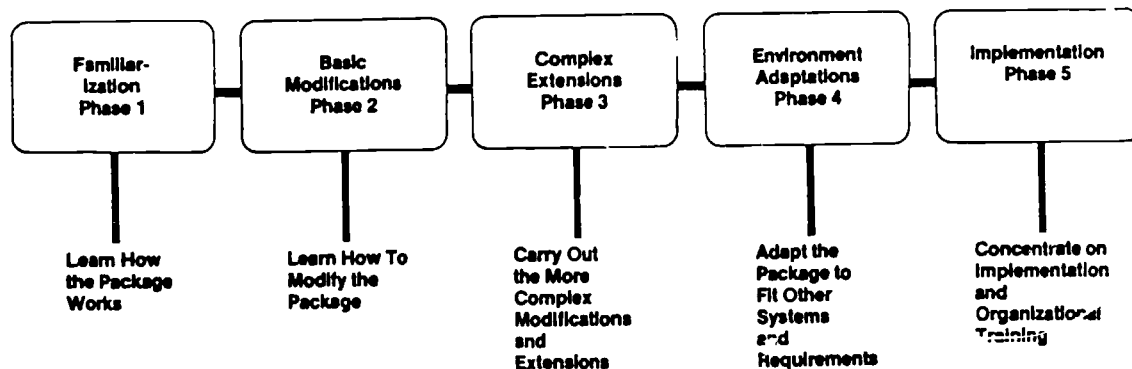 Familiar-
ization
Phase 1
Basic
Modifications
Phase 2
Complex
Extensions
Phase 3
Environment
Adaptations
Phase 4
Implementation
Phase 5
Learn How
the Package
Works
Learn How To
Modify the
Package
Carry Out
the More
Complex
Modifications
and
Extensions
Adapt the
Package to
Fit Other
Systems
and
Requirements
Concentrate on
Implementation
and
Organizational
Training